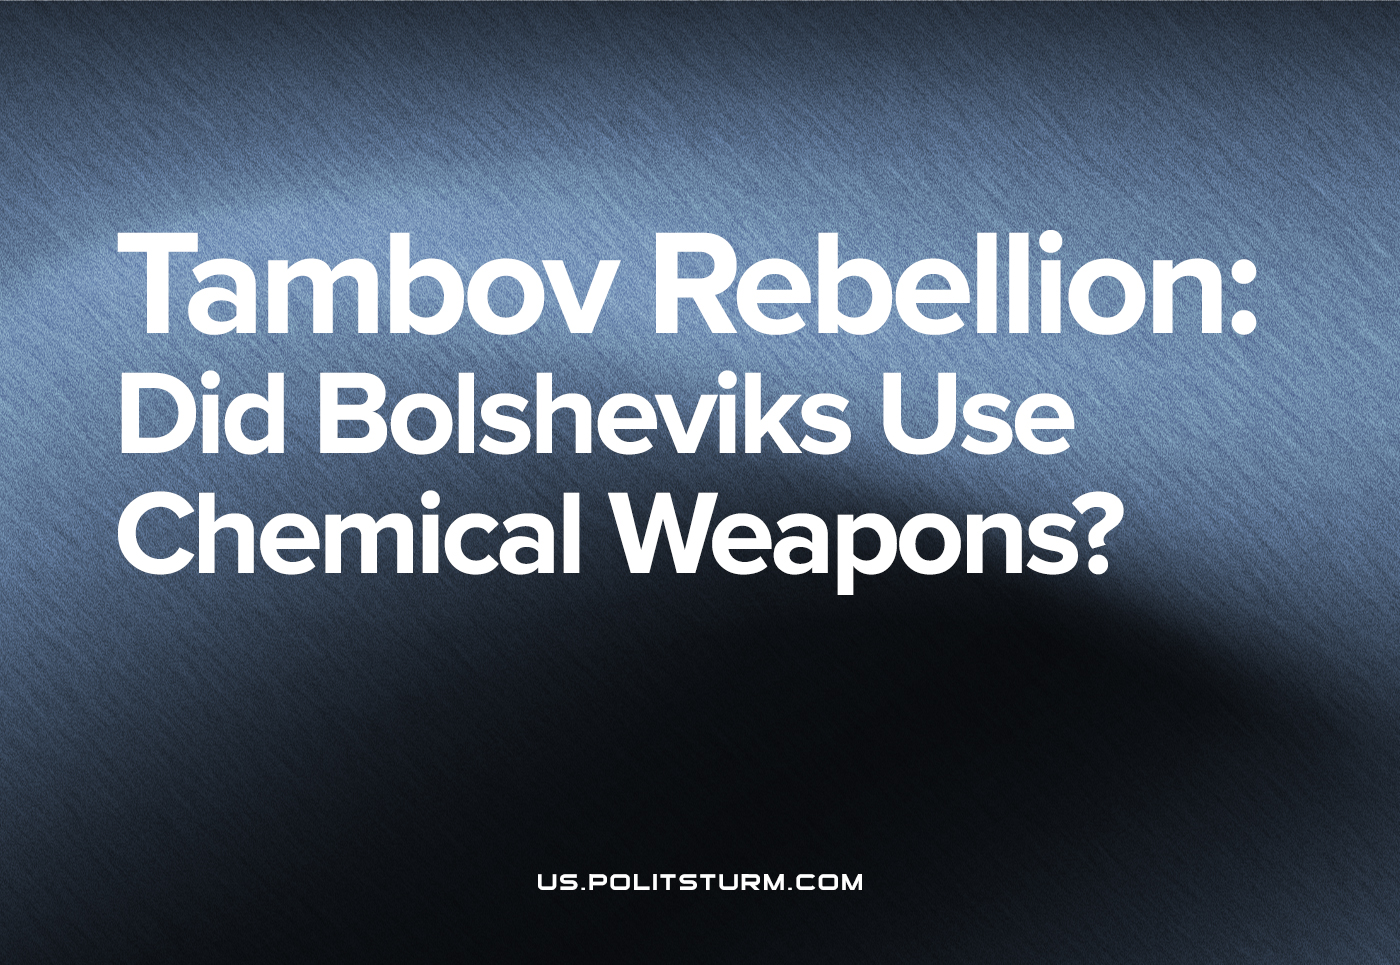 Tambov Rebellion:
Did Bolsheviks Use
Chemical Weapons?
US.POLITSTURM.COM